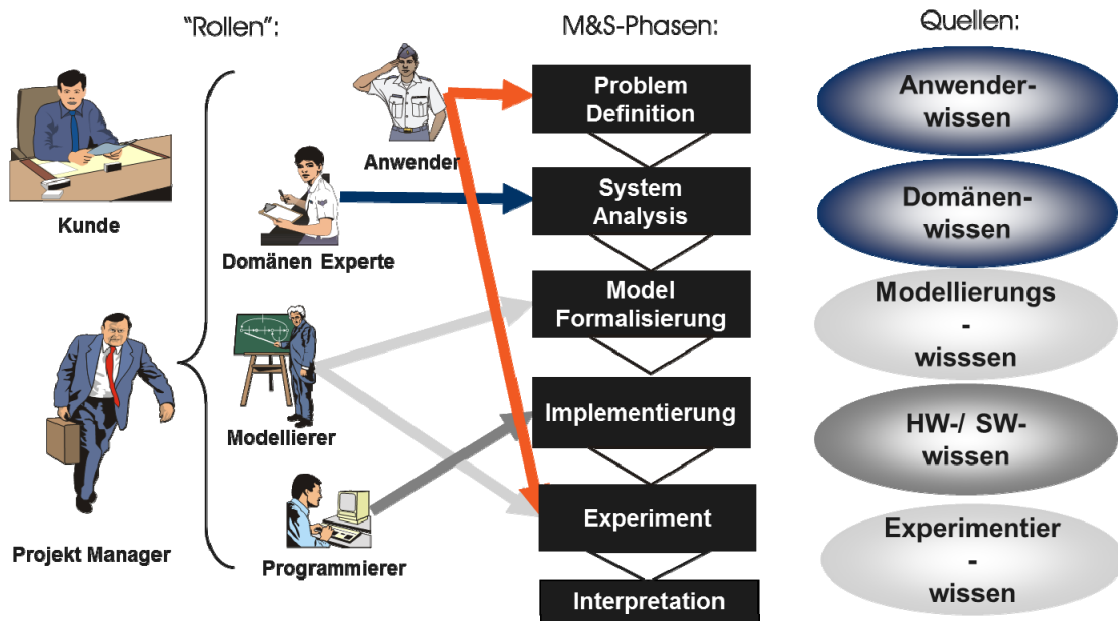 "Rollen":
M&S-Phasen:
Quellen:
Kunde
Anwender
Domänen Experte
Projekt Manager
Modellierer
Programmierer
Problem
Definition
System
Analysis
Model
Formalisierung
Implementierung
Experiment
Interpretation
Anwender-
wissen
Domänen-
wissen
Modellierungs
-
wisssen
HW-/ SW-
wissen
Experimentier
-
wissen